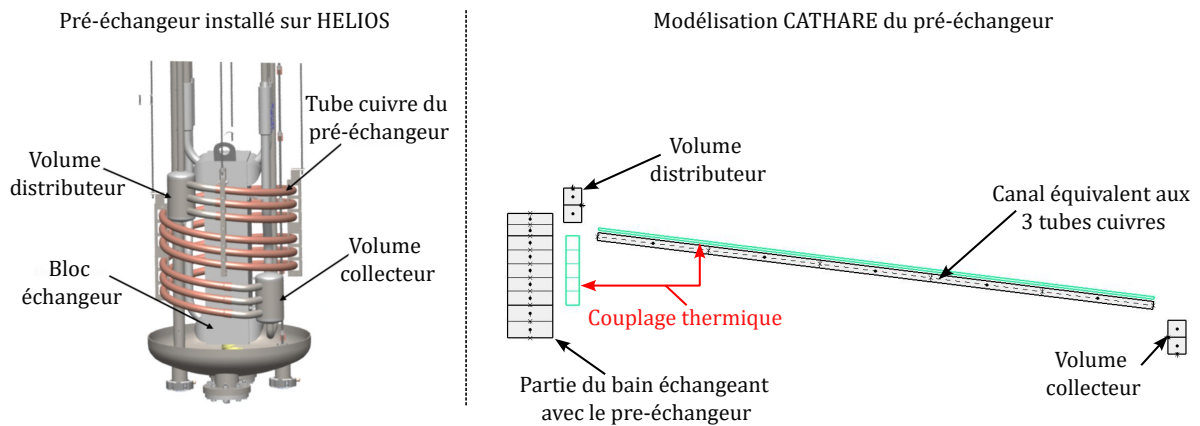 Pré-échangeur installé sur HELIOS
Modélisation CATHARE du pré-échangeur
Tube cuivre du
pré-échangeur
Volume
distributeur
Volume
collecteur
Bloc
échangeur
Volume
distributeur
Canal équivalent aux
3 tubes cuivres
Couplage thermique
Partie du bain échangeant
avec le pre-échangeur
Volume
collecteur